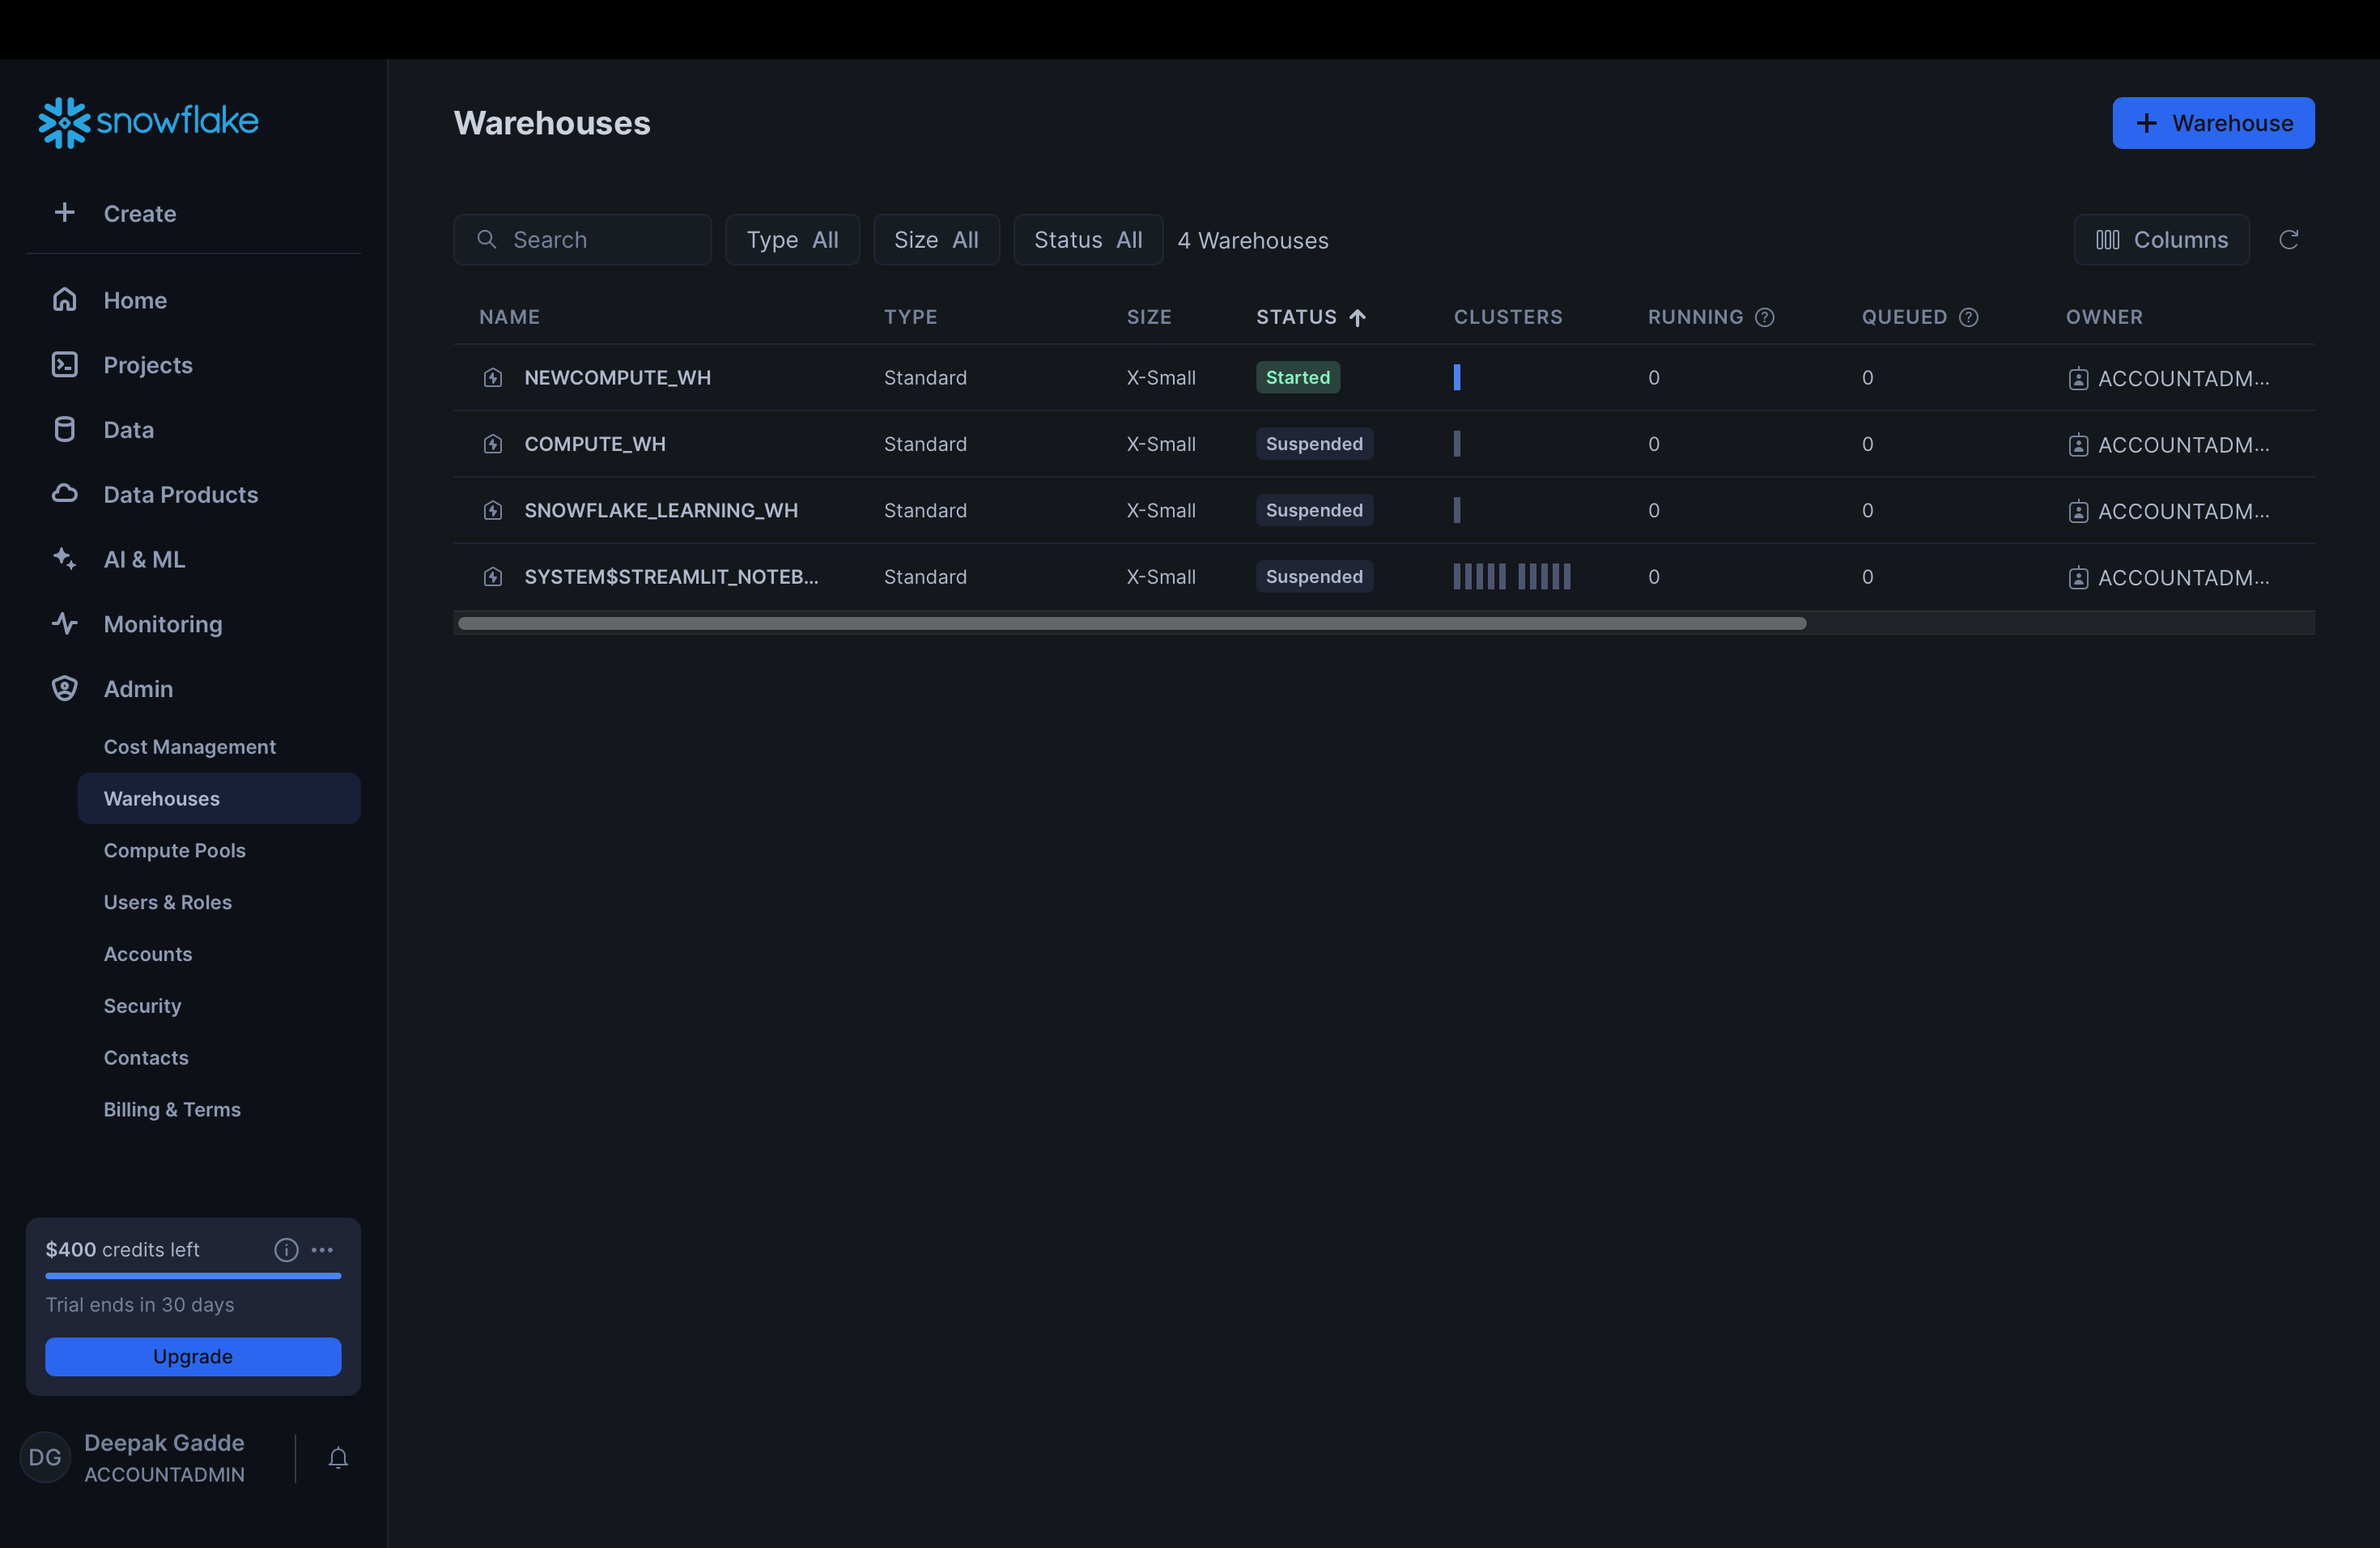 snowflake
Create
Home
Projects
Data
Data Products
AI & ML
Monitoring
Admin
Cost Management
Warehouses
Compute Pools
Users & Roles
Accounts
Security
Contacts
Billing & Terms
$400 credits left
Trial ends in 30 days
Upgrade
DG
Deepak Gadde
ACCOUNTADMIN
Warehouses
+ Warehouse
Search Type All Size All Status All 4 Warehouses Columns
NAME TYPE SIZE STATUS CLUSTERS RUNNING QUEUED OWNER
NEWCOMPUTE_WH Standard X-Small Started 0 0 ACCOUNTADM...
COMPUTE_WH Standard X-Small Suspended 0 0 ACCOUNTADM...
SNOWFLAKE_LEARNING_WH Standard X-Small Suspended 0 0 ACCOUNTADM...
SYSTEM$STREAMLIT_NOTEB... Standard X-Small Suspended 0 0 ACCOUNTADM...